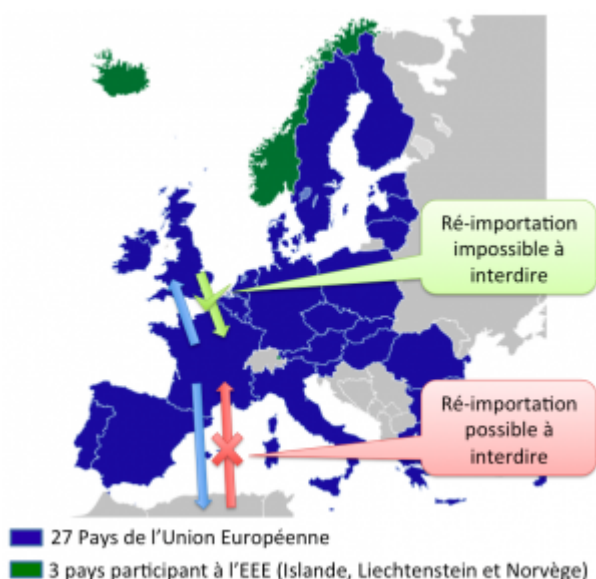 Ré-importation
impossible à
interdire
Ré-importation
possible à
interdire
27 Pays de l'Union Européenne
3 pays participant à l'EEE (Islande, Liechtenstein et Norvège)